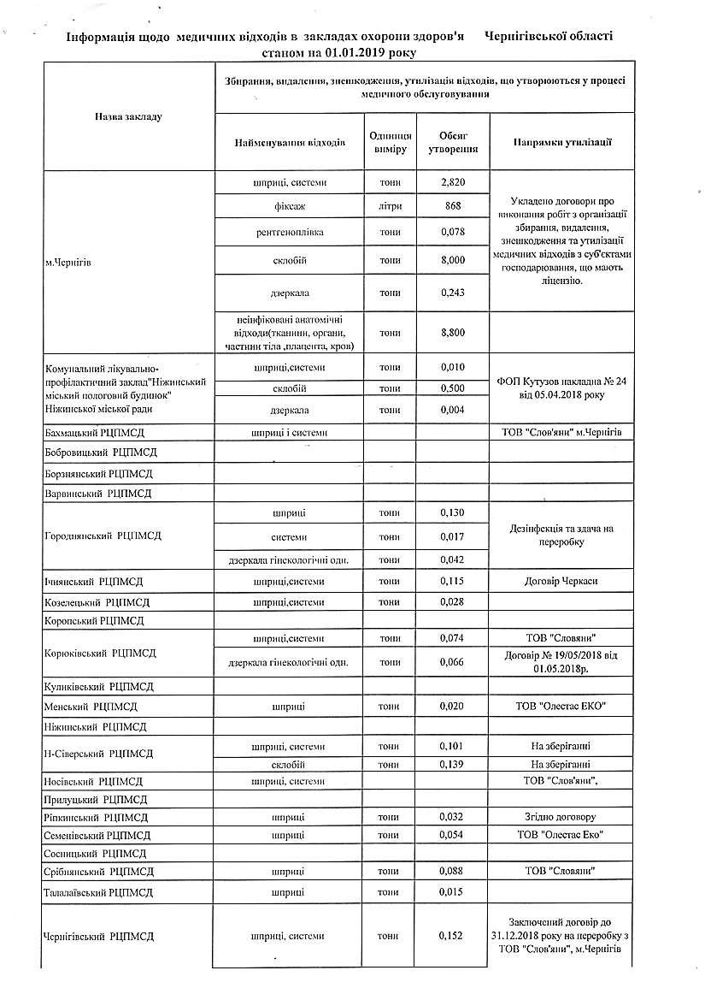 Інформація щодо медичних відходів в закладах охорони здоров'я Чернігівської області
станом на 01.01.2019 року
Назва закладу
Збирання, видалення, знешкодження, утилізація відходів, що утворюються у процесі
медичного обслуговування
Найменування відходів
Одиниця
виміру
Обсяг
утворення
Напрямки утилізації
м.Чернігів
шприці, системи тони 2,820
фіксаж літри 868
рентгеноплівка тони 0,078
склобій тони 8,000
дзеркала тони 0,243
Укладено договори про
виконання робіт з організації
збирання, видалення,
знешкодження та утилізації
медичних відходів з суб'єктами
господарювання, що мають
ліцензію.
неінфіковані анатомічні
відходи(тканини, органи,
частини тіла ,плацента, кров)
тони 8,800
Комунальний лікувально-
профілактичний заклад"Ніжинський
міський пологовий будинок"
Ніжинської міської ради
шприці,системи тони 0,010
склобій тони 0,500
дзеркала тони 0,004
ФОП Кутузов накладна № 24
від 05.04.2018 року
Бахмацький РЦПМСД шприці і системи ТОВ "Слов'яни" м.Чернігів
Бобровицький РЦПМСД
Борзнянський РЦПМСД
Варвинський РЦПМСД
Городнянський РЦПМСД
шприці тони 0,130
системи тони 0,017
дзеркала гінекологічні одн. тони 0,042
Дезінфекція та здача на
переробку
Ічнянський РЦПМСД шприці,системи тони 0,115 Договір Черкаси
Козелецький РЦПМСД шприці,системи тони 0,028
Коропський РЦПМСД
Корюківський РЦПМСД
шприці,системи тони 0,074 ТОВ "Словяни"
дзеркала гінекологічні одн. тони 0,066
Договір № 19/05/2018 від
01.05.2018р.
Куликівський РЦПМСД
Менський РЦПМСД шприці тони 0,020 ТОВ "Олестас ЕКО"
Ніжинський РЦПМСД
Н-Сіверський РЦПМСД
шприці, системи тони 0,101 На зберіганні
склобій тони 0,139 На зберіганні
Носівський РЦПМСД шприці, системи ТОВ "Слов'яни",
Прилуцький РЦПМСД
Ріпкинський РЦПМСД шприці тони 0,032 Згідно договору
Семенівський РЦПМСД шприці тони 0,054 ТОВ "Олестас Еко"
Сосницький РЦПМСД
Срібнянський РЦПМСД шприці тони 0,088 ТОВ "Словяни"
Талалаївський РЦПМСД шприці тони 0,015
Чернігівський РЦПМСД шприці, системи тони 0,152
Заключений договір до
31.12.2018 року на переробку з
ТОВ "Слов'яни", м.Чернігів